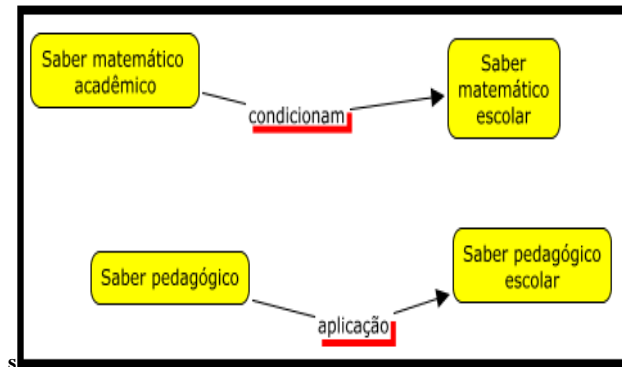 Saber matemático
acadêmico
condicionam
Saber
matemático
escolar
Saber pedagógico
aplicação
Saber pedagógico
escolar
s